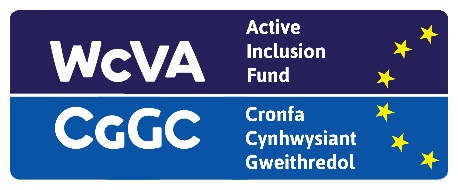 WCVA
Active
Inclusion
Fund
CGGC
Cronfa
Cynhwysiant
Gweithredol